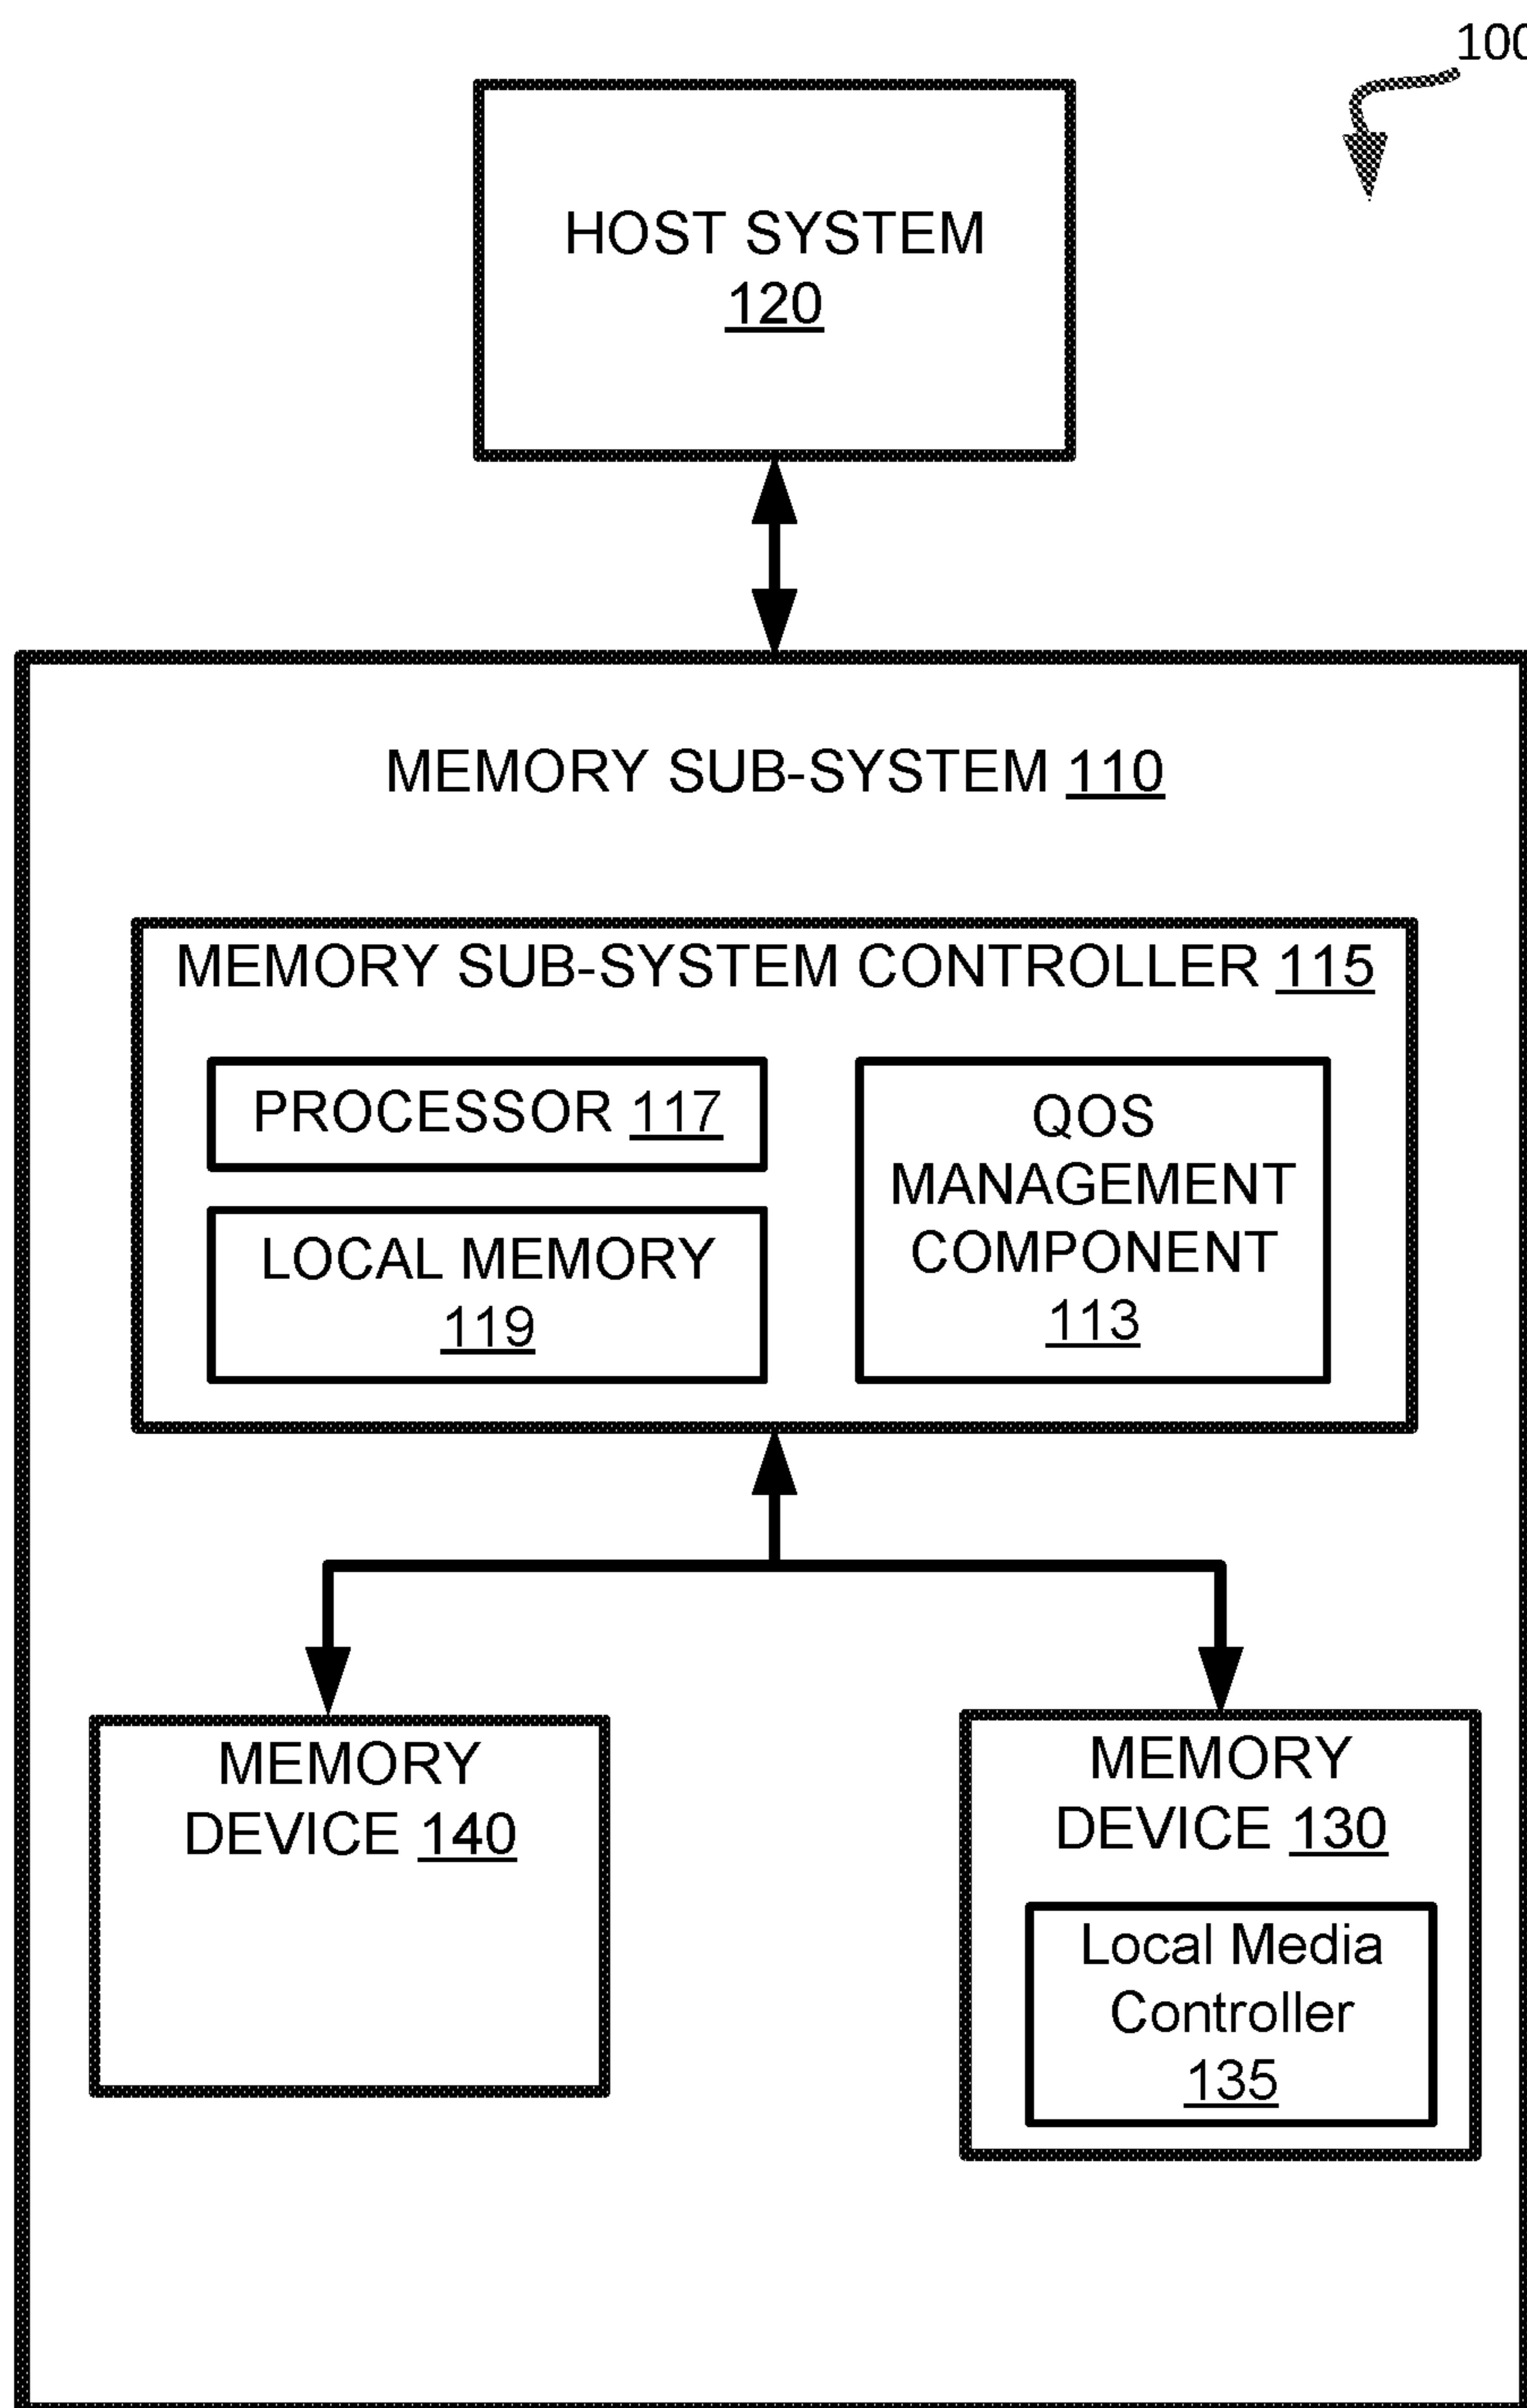 100
HOST SYSTEM
120
MEMORY SUB-SYSTEM 110
MEMORY SUB-SYSTEM CONTROLLER 115
PROCESSOR 117
LOCAL MEMORY
119
QOS
MANAGEMENT
COMPONENT
113
MEMORY
DEVICE 140
MEMORY
DEVICE 130
Local Media
Controller
135